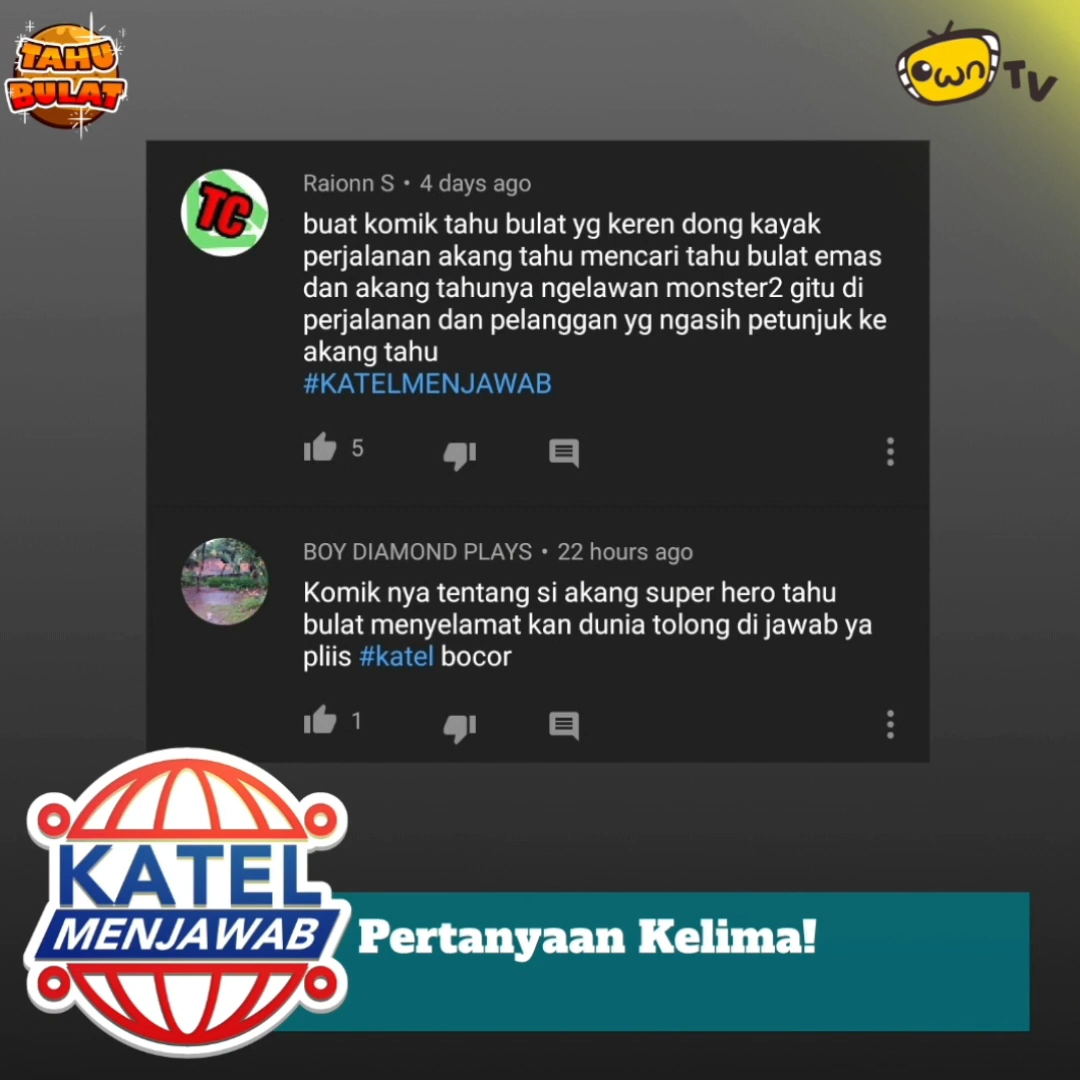 TAHU
BULAT
own TV
TC
Raionn S • 4 days ago
buat komik tahu bulat yg keren dong kayak
perjalanan akang tahu mencari tahu bulat emas
dan akang tahunya ngelawan monster2 gitu di
perjalanan dan pelanggan yg ngasih petunjuk ke
akang tahu
#KATELMENJAWAB
5
BOY DIAMOND PLAYS • 22 hours ago
Komik nya tentang si akang super hero tahu
bulat menyelamat kan dunia tolong di jawab ya
pliis #katel bocor
1
KATEL
MENJAWAB
Pertanyaan Kelima!